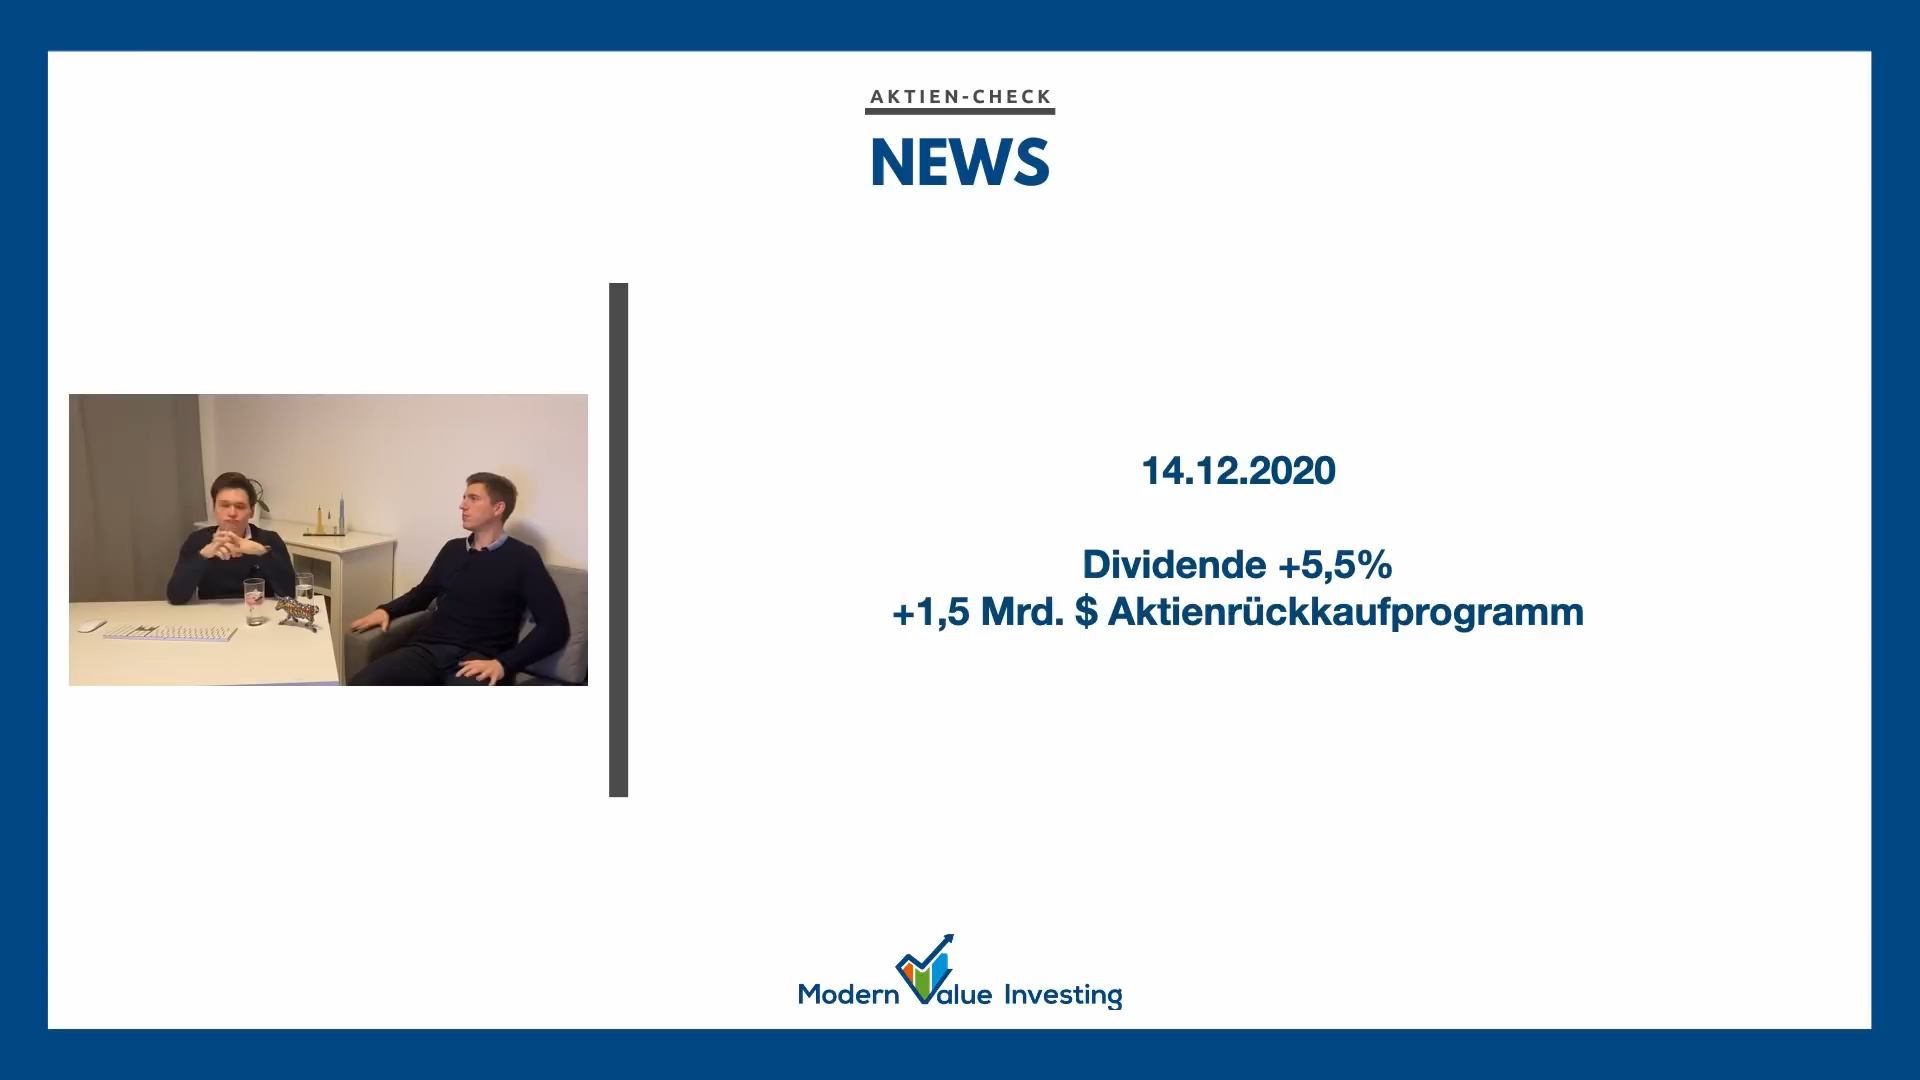 AKTIEN-CHECK
NEWS
14.12.2020
Dividende +5,5%
+1,5 Mrd. $ Aktienrückkaufprogramm
Modern Value Investing